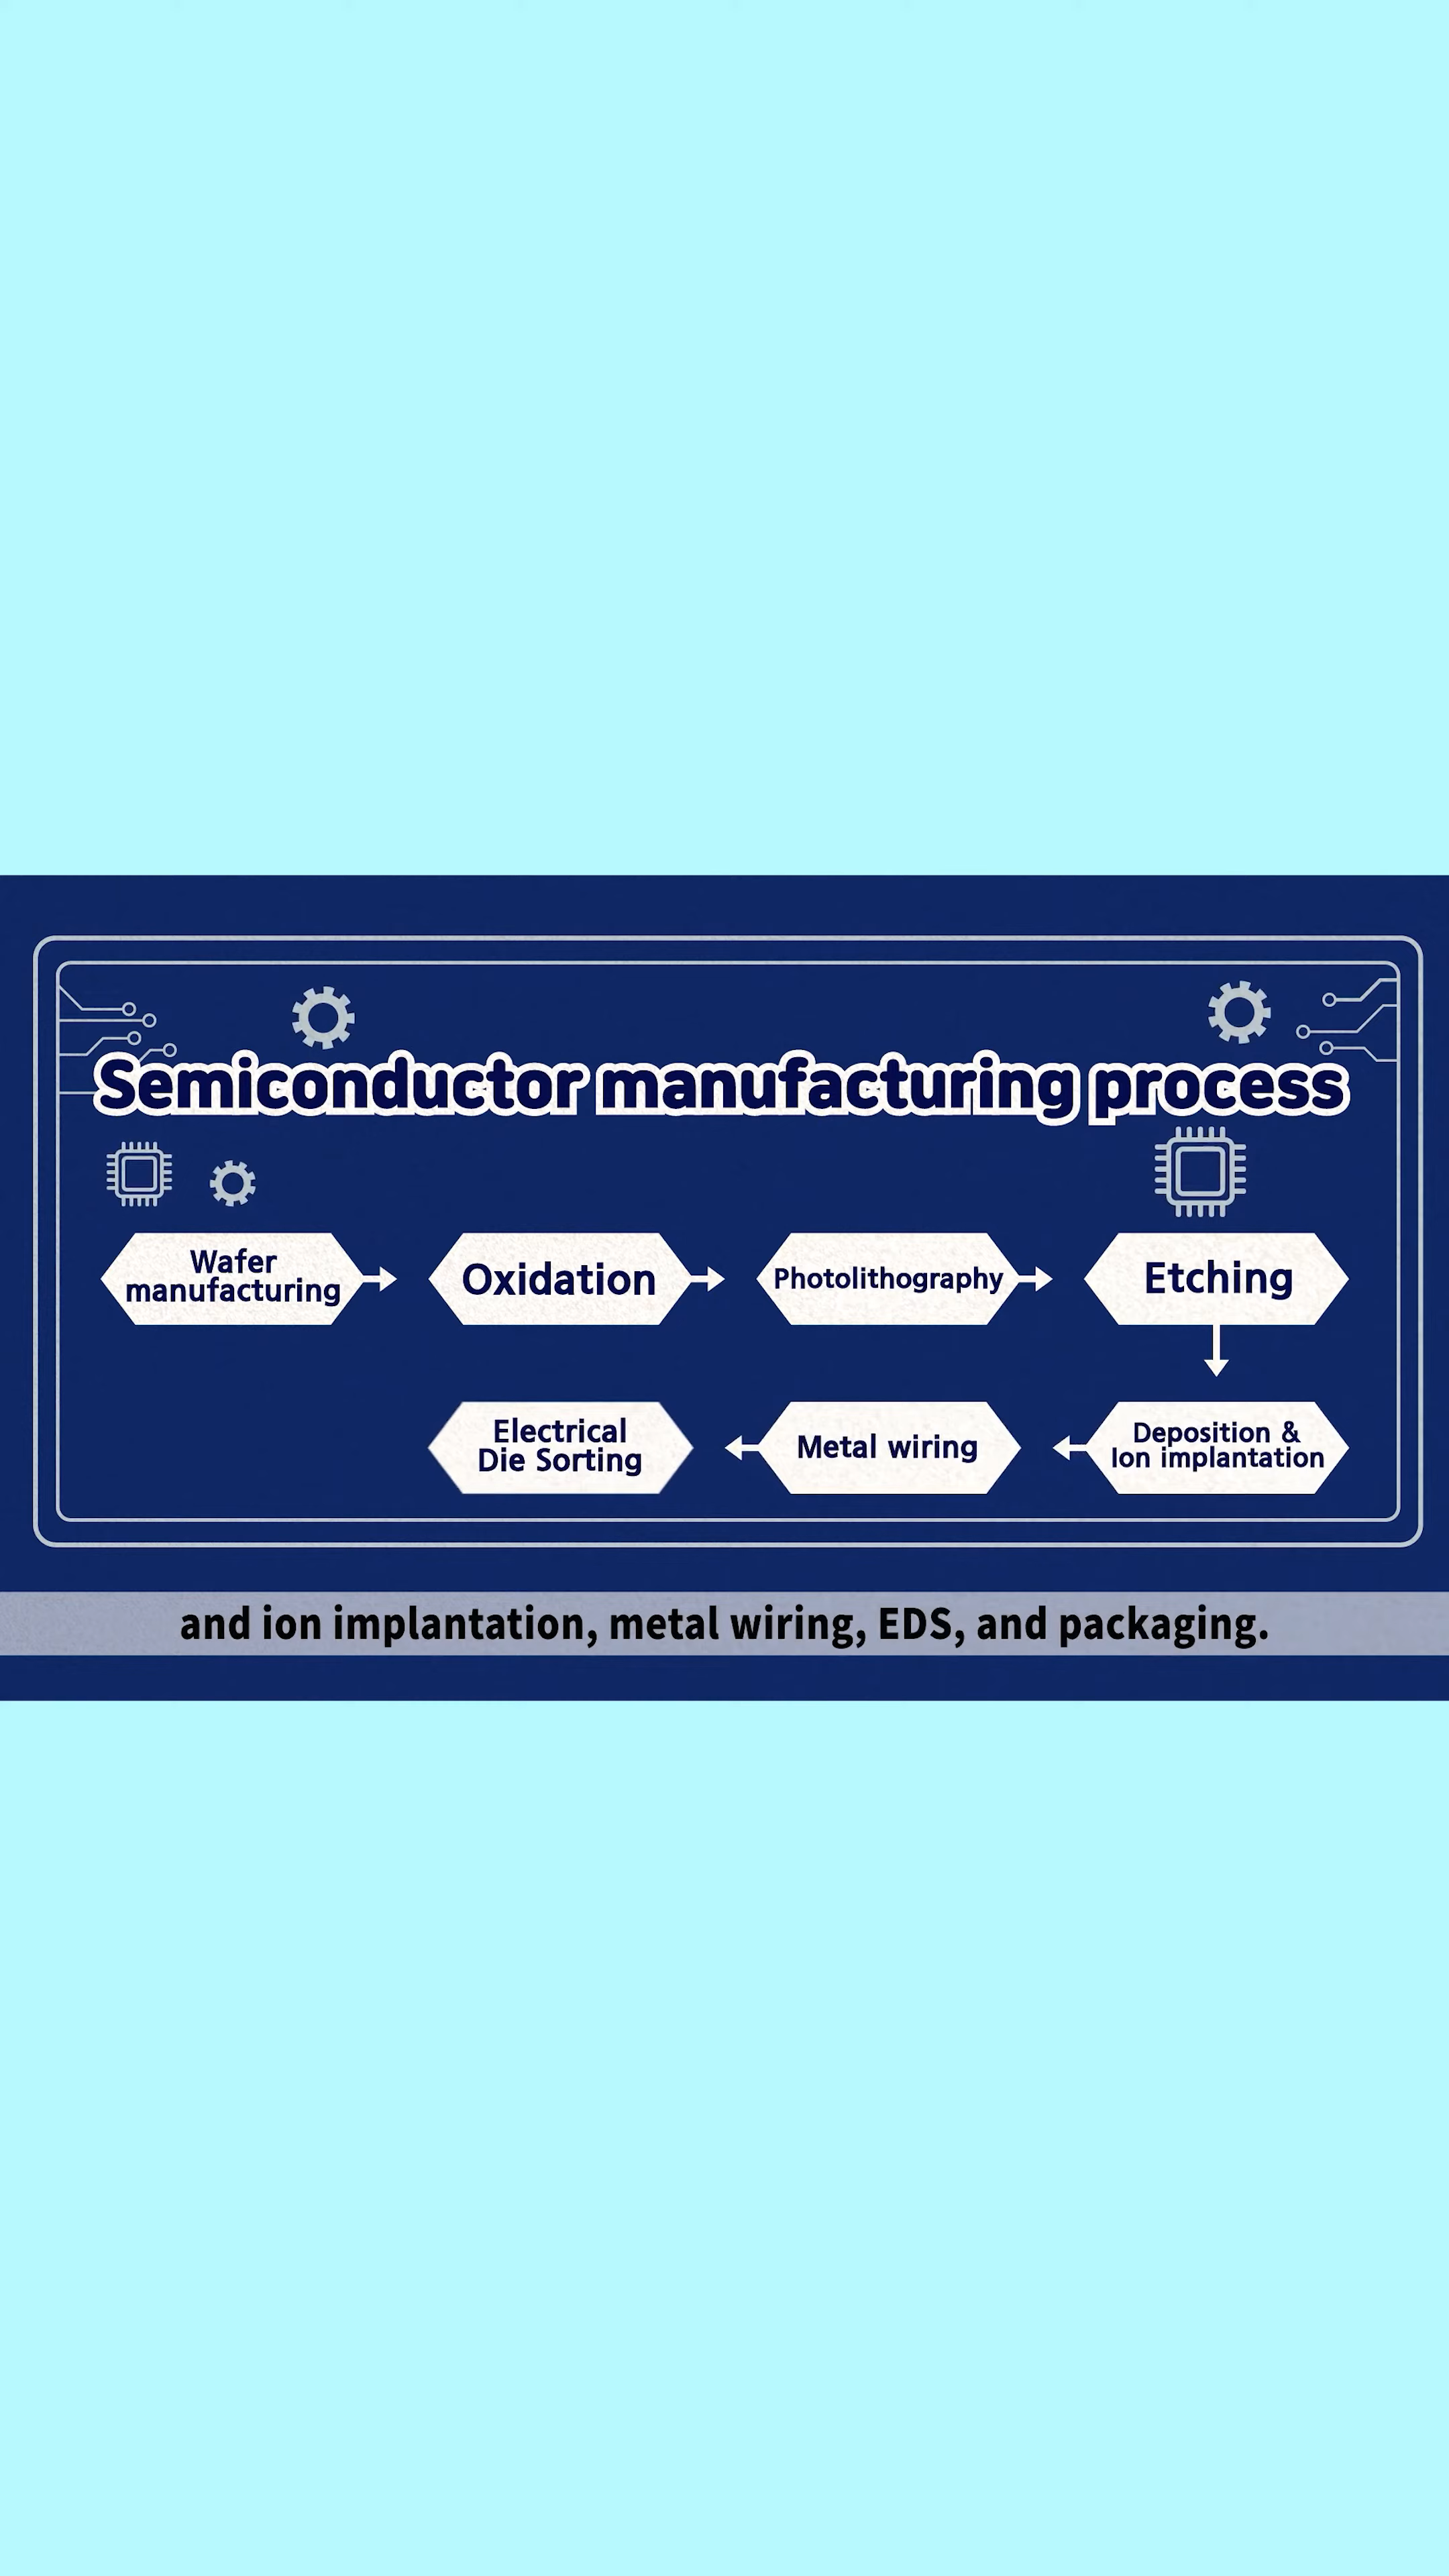 Semiconductor manufacturing process
Wafer
manufacturing
Oxidation
Photolithography
Etching
Deposition &
Ion implantation
Metal wiring
Electrical
Die Sorting
and ion implantation, metal wiring, EDS, and packaging.